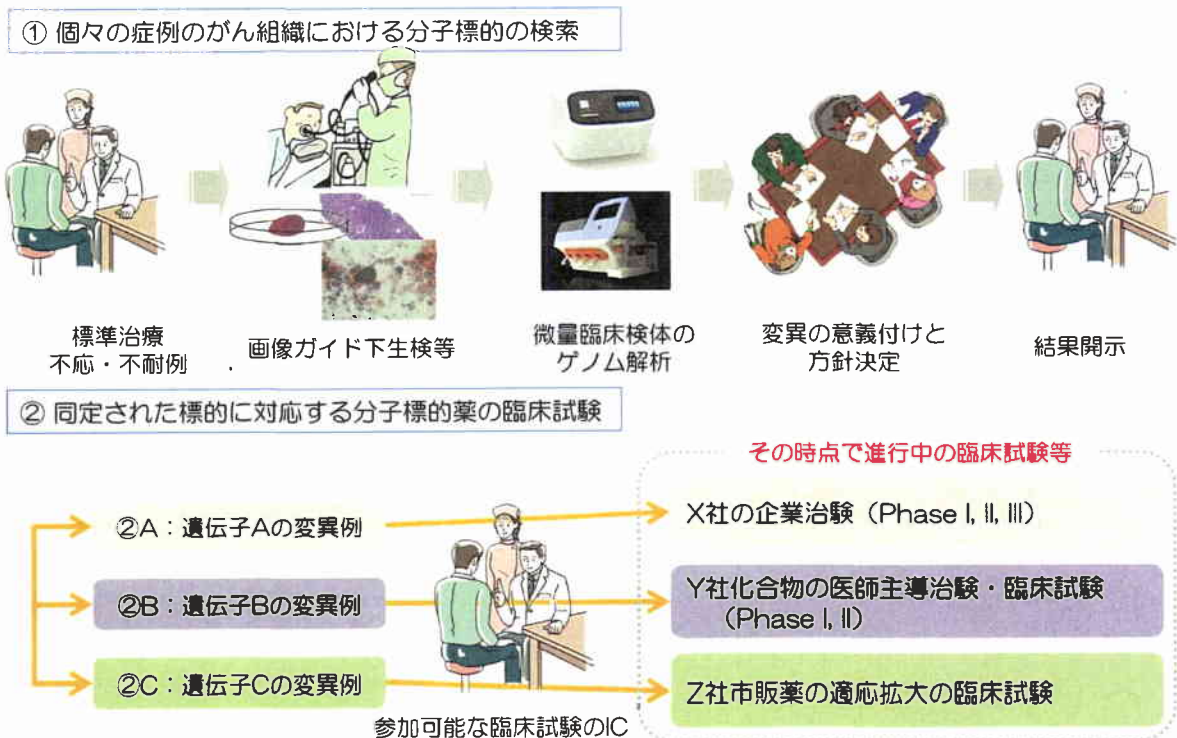 ① 個々の症例のがん組織における分子標的の検索
標準治療
不応・不耐例
画像ガイド下生検等
微量臨床検体の
ゲノム解析
変異の意義付けと
方針決定
結果開示
② 同定された標的に対応する分子標的薬の臨床試験
その時点で進行中の臨床試験等
②A：遺伝子Aの変異例
X社の企業治験（Phase I, II, III）
②B：遺伝子Bの変異例
Y社化合物の医師主導治験・臨床試験
（Phase I, II）
②C：遺伝子Cの変異例
Z社市販薬の適応拡大の臨床試験
参加可能な臨床試験のIC